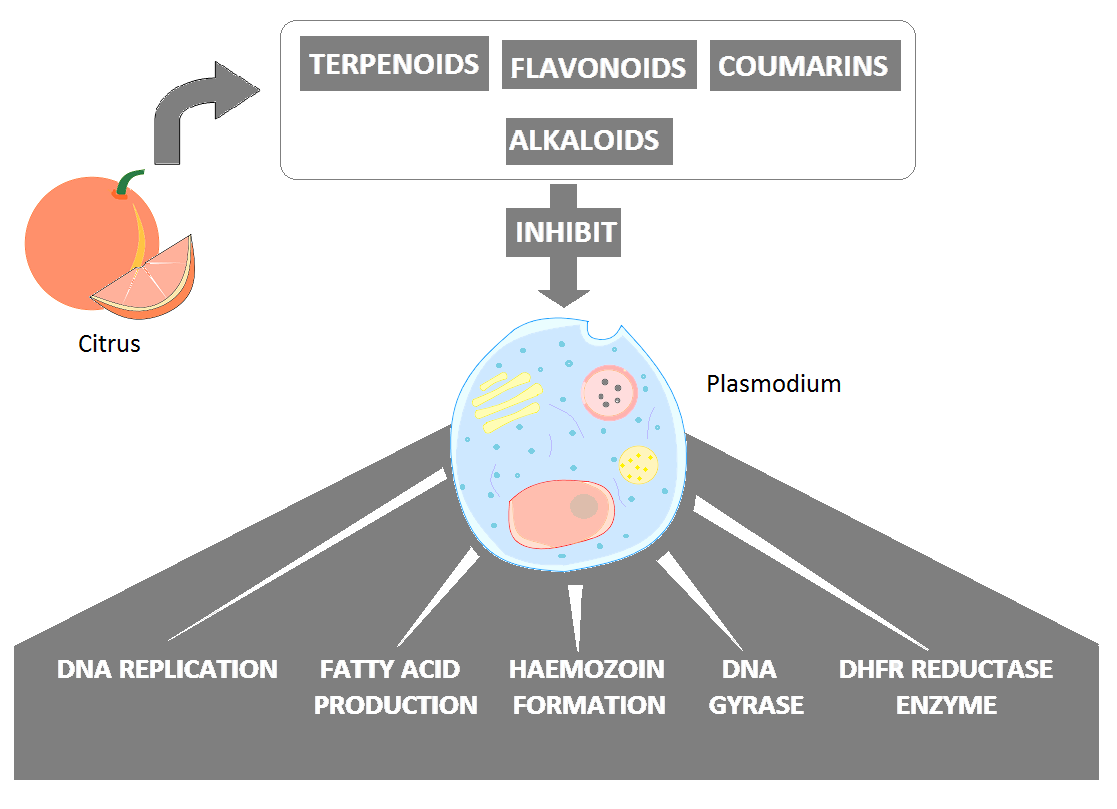 TERPENOIDS
FLAVONOIDS
COUMARINS
ALKALOIDS
INHIBIT
Citrus
Plasmodium
DNA REPLICATION
FATTY ACID
PRODUCTION
HAEMOZOIN
FORMATION
DNA
GYRASE
DHFR REDUCTASE
ENZYME